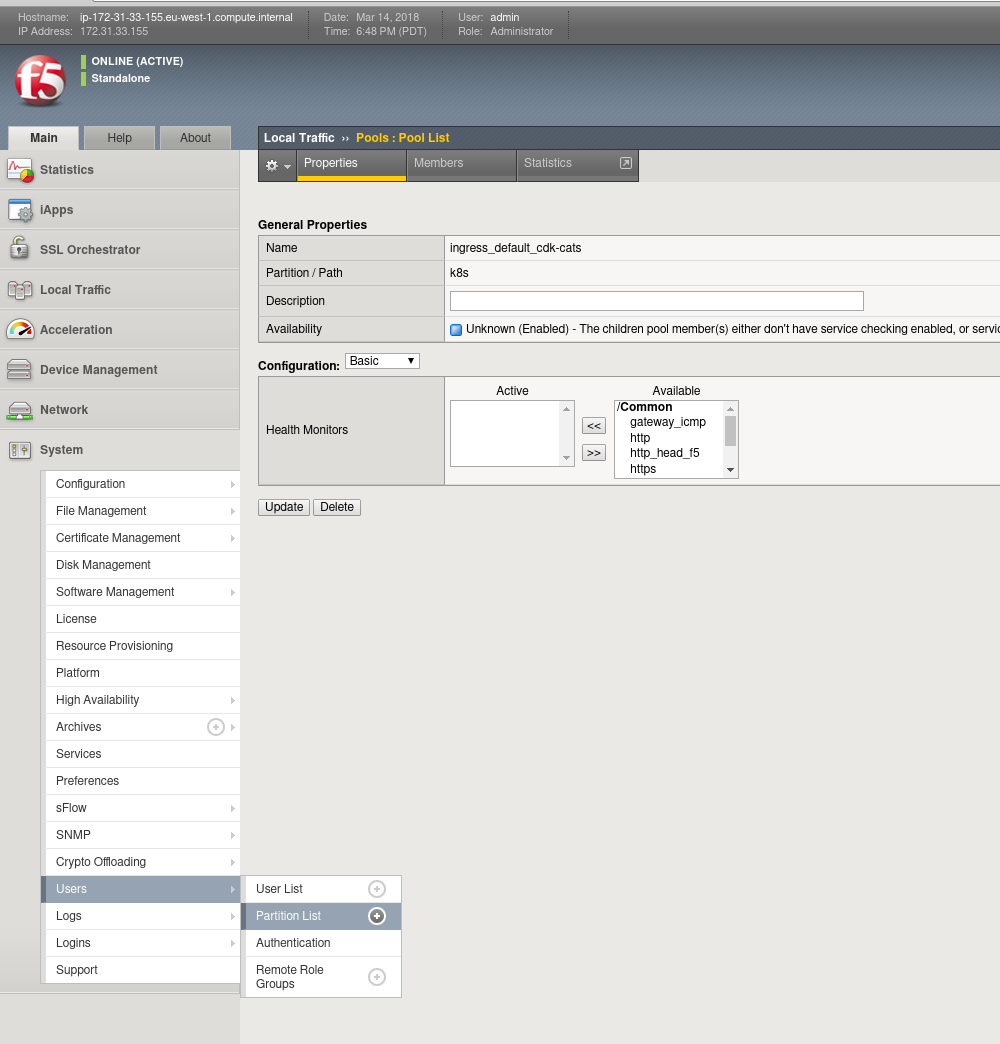 Hostname: ip-172-31-33-155.eu-west-1.compute.internal Date: Mar 14, 2018 User: admin
IP Address: 172.31.33.155 Time: 6:48 PM (PDT) Role: Administrator
f5
ONLINE (ACTIVE)
Standalone
Main Help About
Local Traffic ›› Pools : Pool List
Properties Members Statistics
Statistics
iApps
SSL Orchestrator
Local Traffic
Acceleration
Device Management
Network
System
Configuration
File Management
Certificate Management
Disk Management
Software Management
License
Resource Provisioning
Platform
High Availability
Archives
Services
Preferences
sFlow
SNMP
Crypto Offloading
Users
Logs
Logins
Support
User List
Partition List
Authentication
Remote Role
Groups
General Properties
Name ingress_default_cdk-cats
Partition / Path k8s
Description
Availability Unknown (Enabled) - The children pool member(s) either don't have service checking enabled, or servic
Configuration: Basic
Health Monitors
Active Available
/Common
gateway_icmp
http
http_head_f5
https
<<
>>
Update Delete